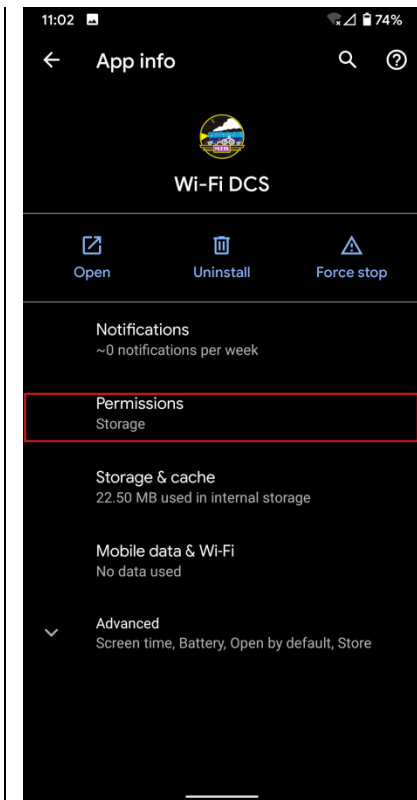 11:02 74%
App info
MTH
Wi-Fi DCS
Open Uninstall Force stop
Notifications
~0 notifications per week
Permissions
Storage
Storage & cache
22.50 MB used in internal storage
Mobile data & Wi-Fi
No data used
Advanced
Screen time, Battery, Open by default, Store